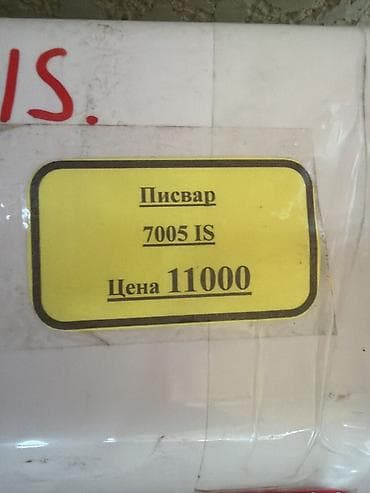 IS.
Писвар
7005 IS
Цена 11000